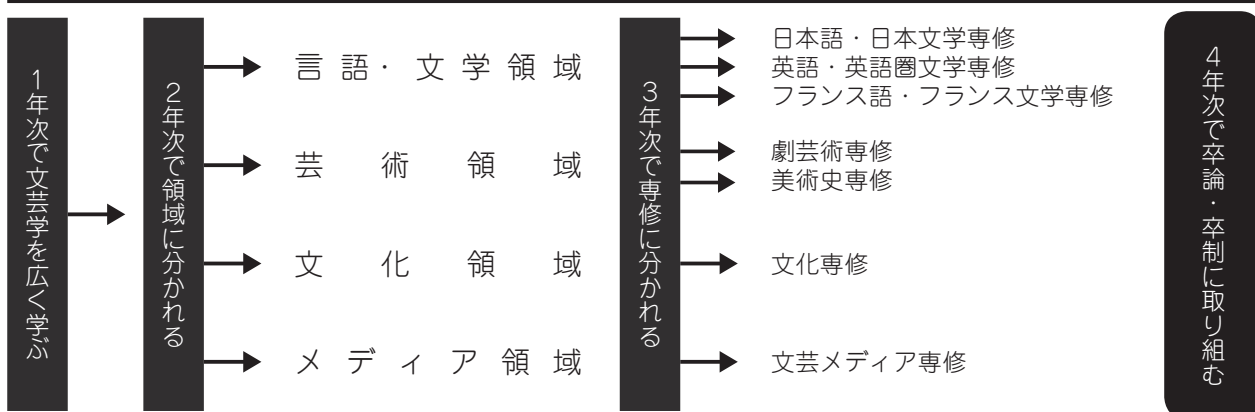 1年次で文芸学を広く学ぶ
2年次で領域に分かれる
言語・文学領域
芸術領域
文化領域
メディア領域
3年次で専修に分かれる
日本語・日本文学専修
英語・英語圏文学専修
フランス語・フランス文学専修
劇芸術専修
美術史専修
文化専修
文芸メディア専修
4年次で卒論・卒制に取り組む